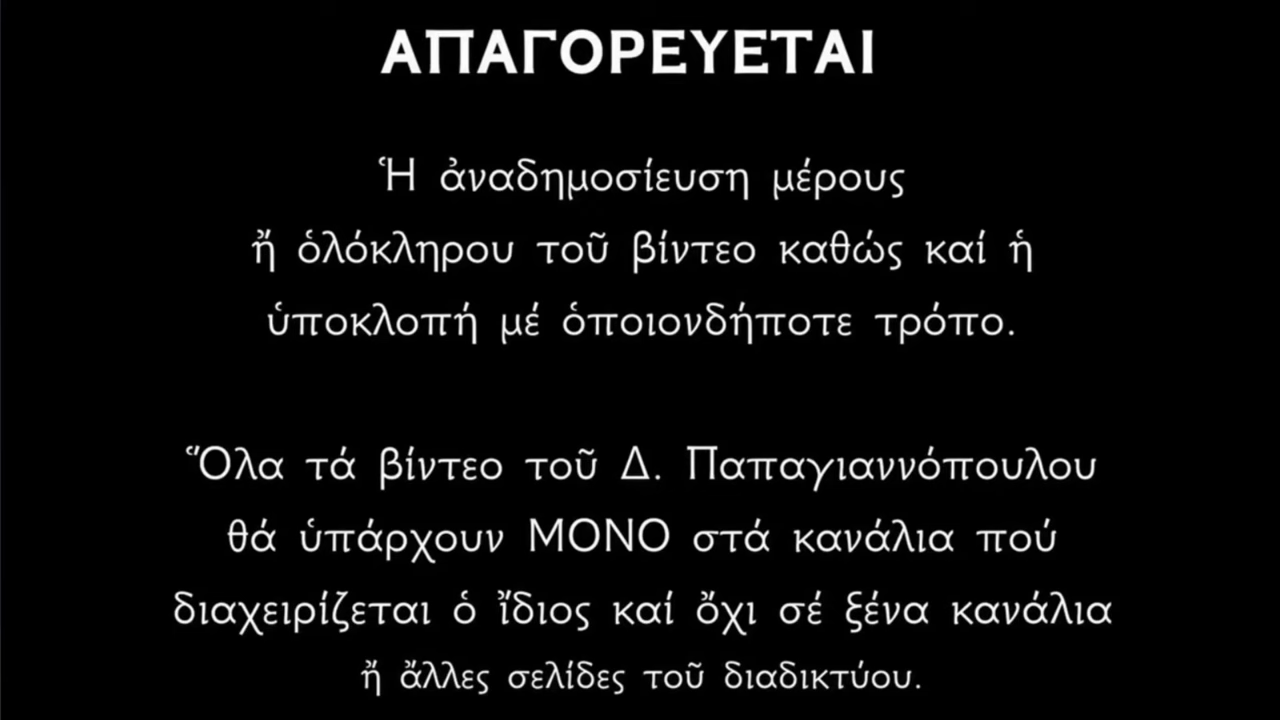 ΑΠΑΓΟΡΕΥΕΤΑΙ
Ἡ ἀναδημοσίευση μέρους
ἤ ὁλόκληρου τοῦ βίντεο καθώς καί ἡ
ὑποκλοπή μέ ὁποιονδήποτε τρόπο.
Ὅλα τά βίντεο τοῦ Δ. Παπαγιαννόπουλου
θά ὑπάρχουν ΜΟΝΟ στά κανάλια πού
διαχειρίζεται ὁ ἴδιος καί ὄχι σέ ξένα κανάλια
ἤ ἄλλες σελίδες τοῦ διαδικτύου.